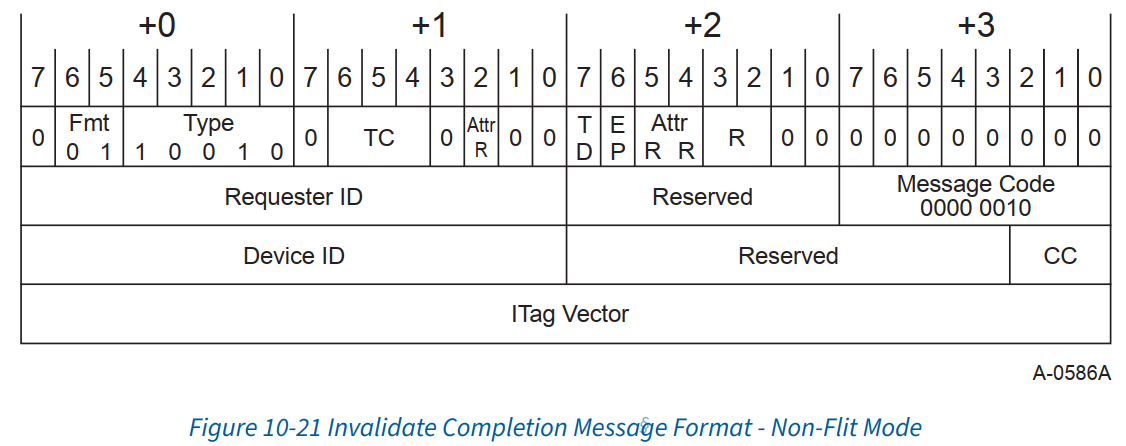 +0 +1 +2 +3
7 6 5 4 3 2 1 0 7 6 5 4 3 2 1 0 7 6 5 4 3 2 1 0 7 6 5 4 3 2 1 0
0 Fmt Type 0 TC 0 Attr 0 0 T E Attr R 0 0 0 0 0 0 0 0 0 0
0 1 1 0 0 1 0 R D P R R
Requester ID Reserved Message Code
0000 0010
Device ID Reserved CC
ITag Vector
A-0586A
Figure 10-21 Invalidate Completion Message Format - Non-Flit Mode